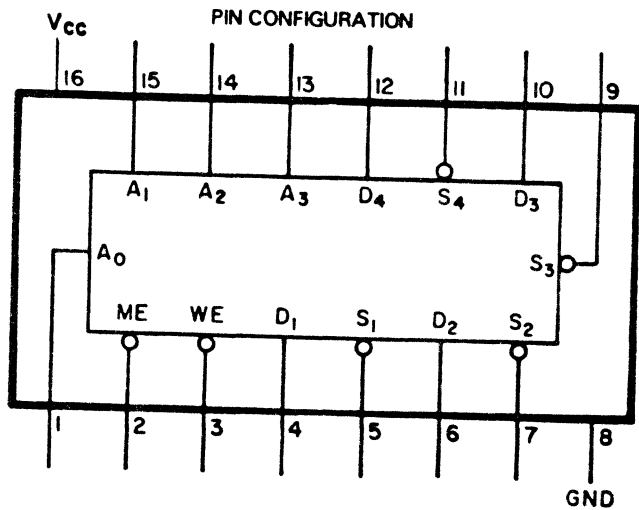 PIN CONFIGURATION
VCC
16 15 14 13 12 11 10 9
A1 A2 A3 D4 S4 D3
A0 S3
ME WE D1 S1 D2 S2
1 2 3 4 5 6 7 8
GND